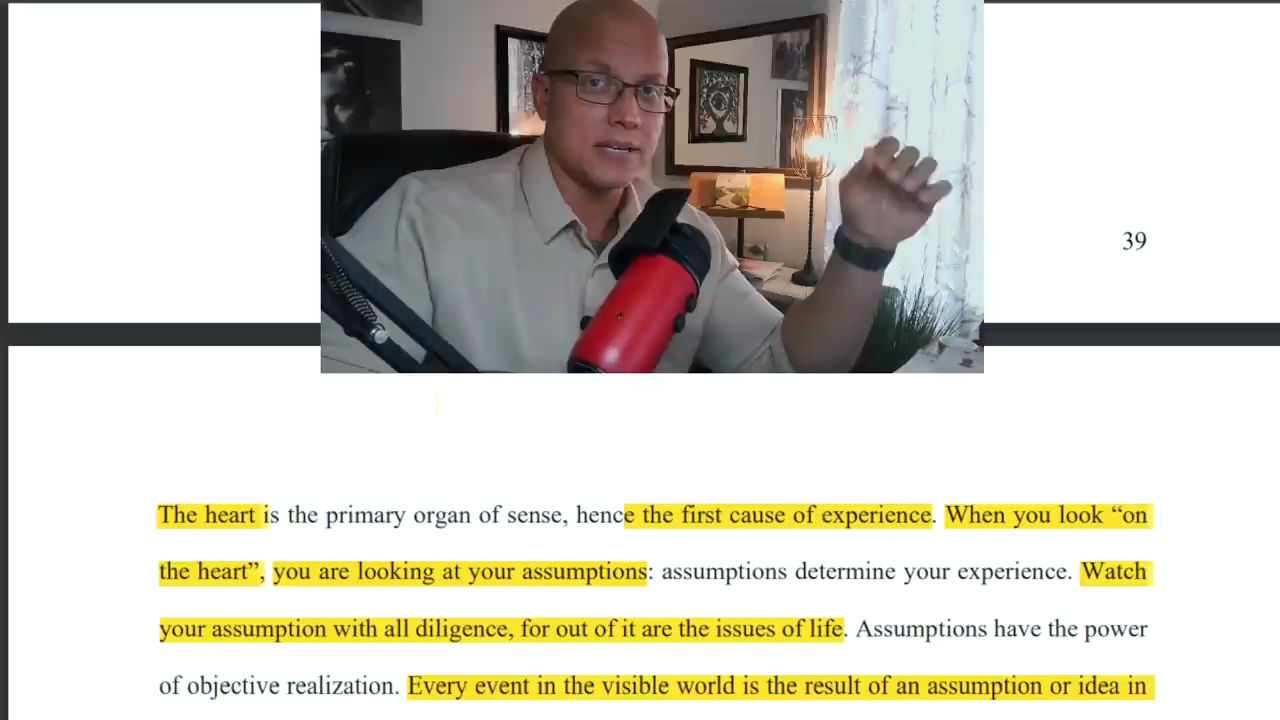 39
The heart is the primary organ of sense, hence the first cause of experience. When you look “on
the heart”, you are looking at your assumptions: assumptions determine your experience. Watch
your assumption with all diligence, for out of it are the issues of life. Assumptions have the power
of objective realization. Every event in the visible world is the result of an assumption or idea in